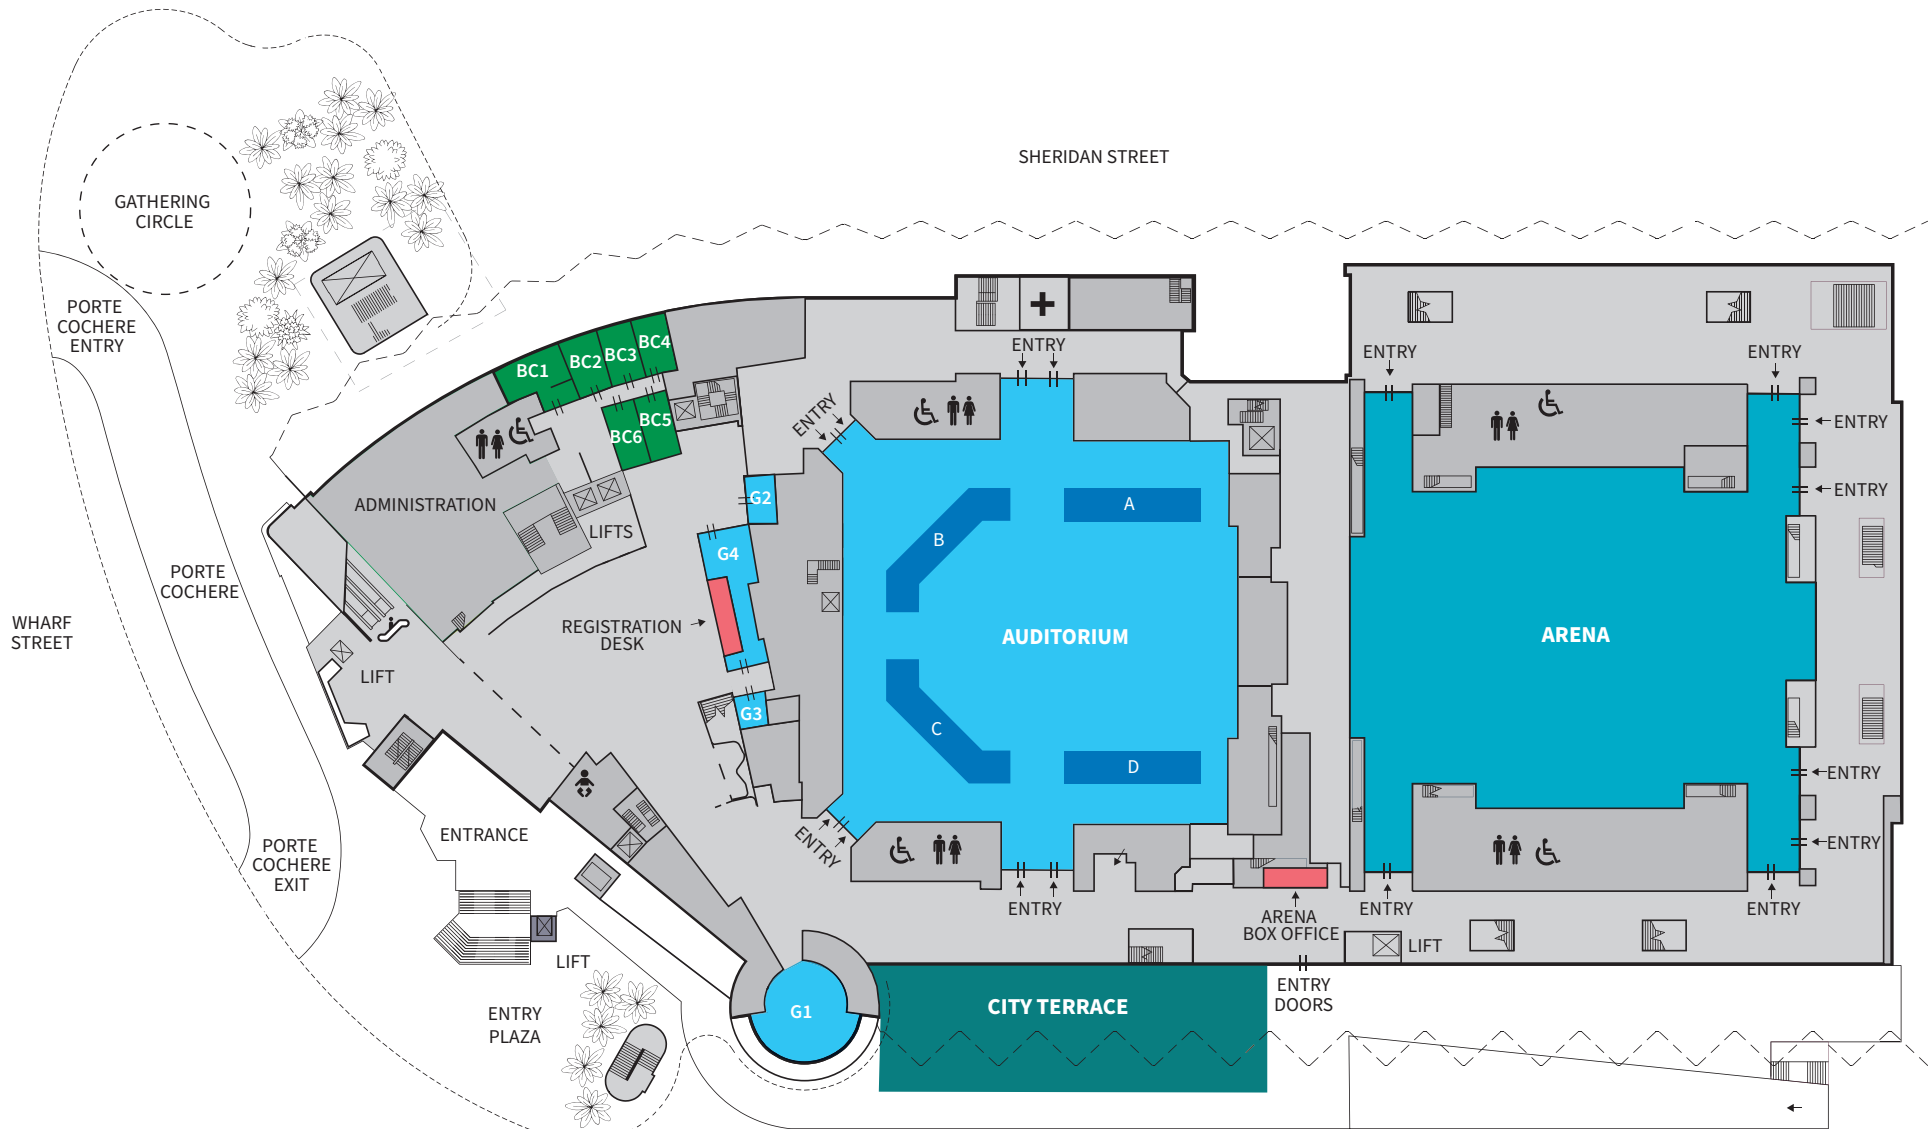 SHERIDAN STREET
GATHERING
CIRCLE
PORTE
COCHERE
ENTRY
BC1
BC2
BC3
BC4
BC5
BC6
ENTRY
ENTRY
ENTRY
ENTRY
ENTRY
ENTRY
ADMINISTRATION
LIFTS
G2
G4
A
B
PORTE
COCHERE
WHARF
STREET
REGISTRATION
DESK
AUDITORIUM
ARENA
LIFT
G3
C
D
ENTRY
ENTRANCE
ENTRY
ENTRY
PORTE
COCHERE
EXIT
ENTRY
ARENA
BOX OFFICE
ENTRY
ENTRY
LIFT
LIFT
ENTRY
DOORS
ENTRY
PLAZA
G1
CITY TERRACE